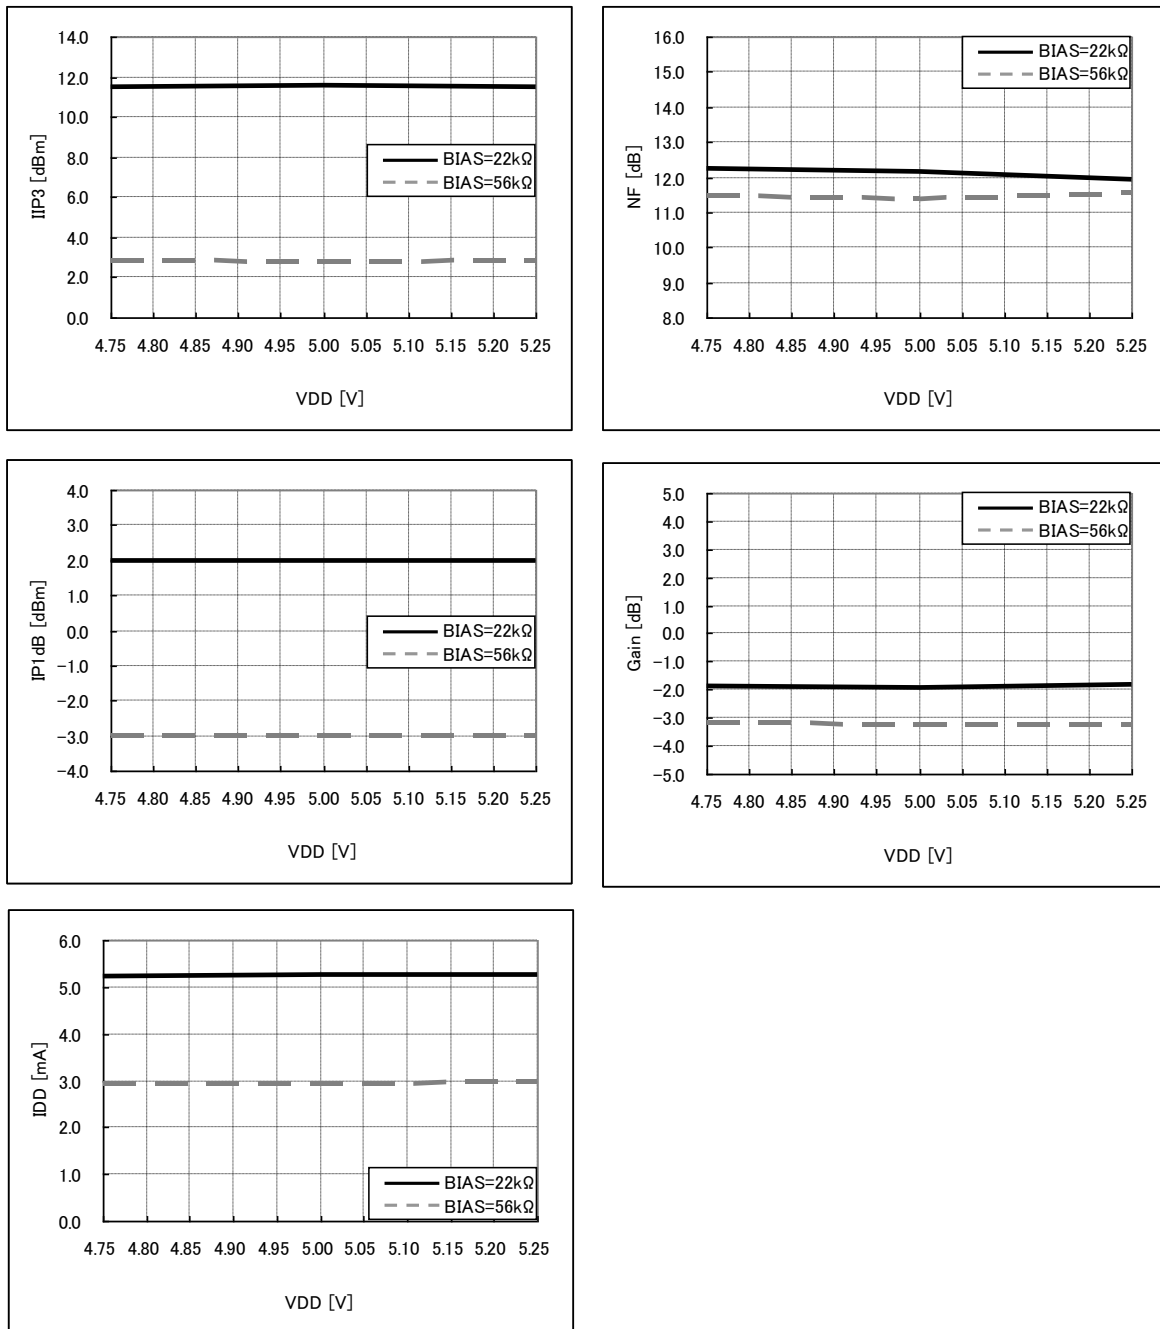 14.0
12.0
10.0
8.0
6.0
4.0
2.0
0.0
IIP3 [dBm]
BIAS=22kΩ
BIAS=56kΩ
4.75 4.80 4.85 4.90 4.95 5.00 5.05 5.10 5.15 5.20 5.25
VDD [V]
16.0
15.0
14.0
13.0
12.0
11.0
10.0
9.0
8.0
NF [dB]
BIAS=22kΩ
BIAS=56kΩ
4.75 4.80 4.85 4.90 4.95 5.00 5.05 5.10 5.15 5.20 5.25
VDD [V]
4.0
3.0
2.0
1.0
0.0
-1.0
-2.0
-3.0
-4.0
IP1dB [dBm]
BIAS=22kΩ
BIAS=56kΩ
4.75 4.80 4.85 4.90 4.95 5.00 5.05 5.10 5.15 5.20 5.25
VDD [V]
5.0
4.0
3.0
2.0
1.0
0.0
-1.0
-2.0
-3.0
-4.0
-5.0
Gain [dB]
BIAS=22kΩ
BIAS=56kΩ
4.75 4.80 4.85 4.90 4.95 5.00 5.05 5.10 5.15 5.20 5.25
VDD [V]
6.0
5.0
4.0
3.0
2.0
1.0
0.0
IDD [mA]
BIAS=22kΩ
BIAS=56kΩ
4.75 4.80 4.85 4.90 4.95 5.00 5.05 5.10 5.15 5.20 5.25
VDD [V]